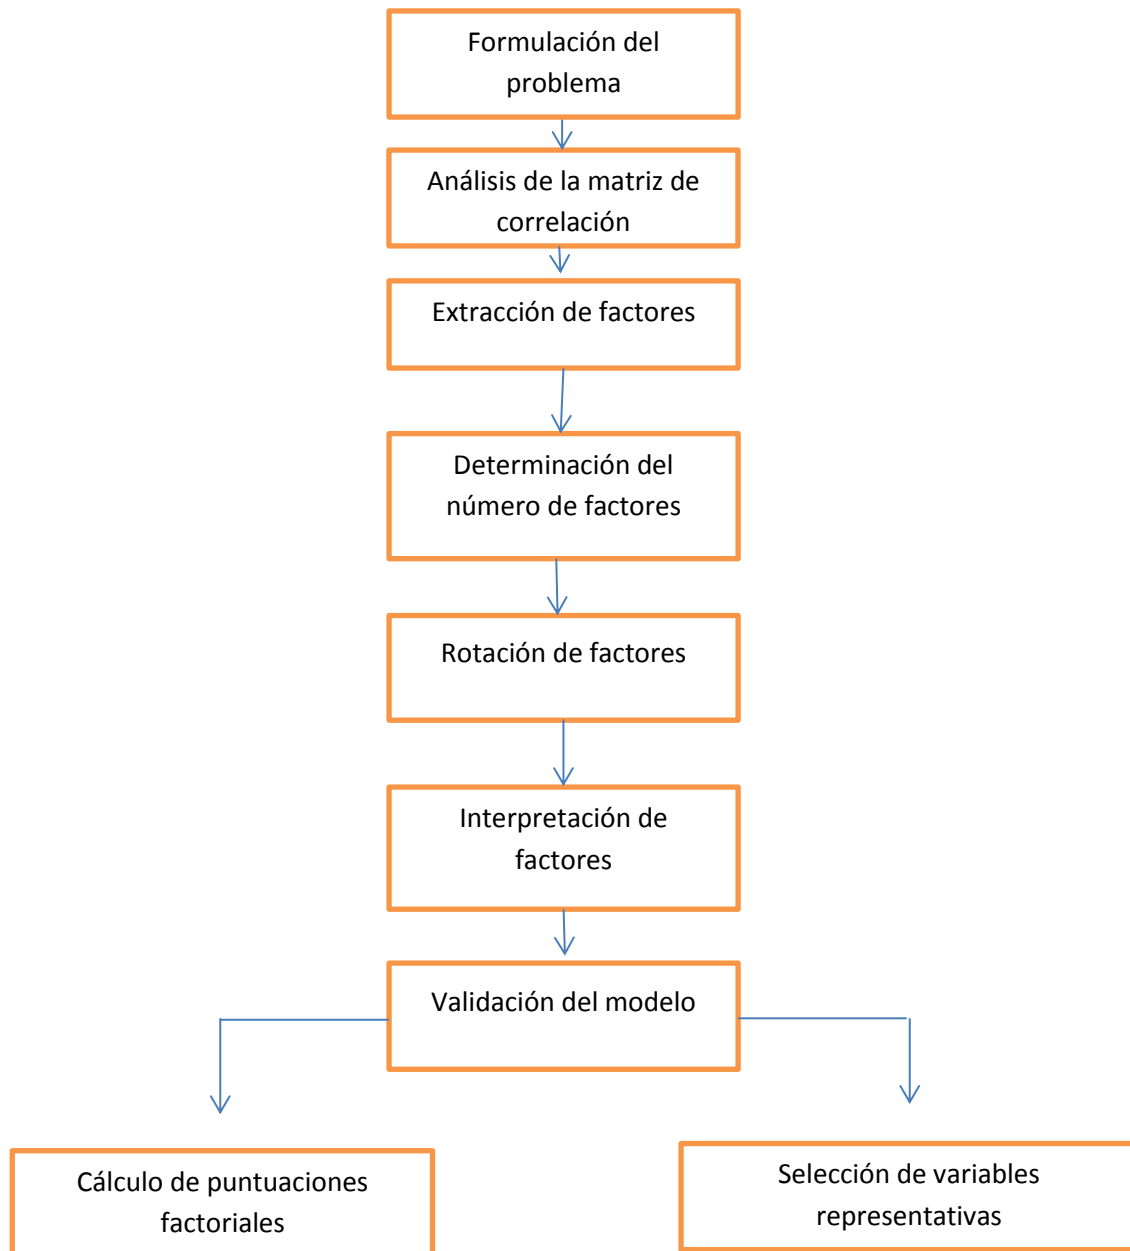 Formulación del
problema
Análisis de la matriz de
correlación
Extracción de factores
Determinación del
número de factores
Rotación de factores
Interpretación de
factores
Validación del modelo
Cálculo de puntuaciones
factoriales
Selección de variables
representativas